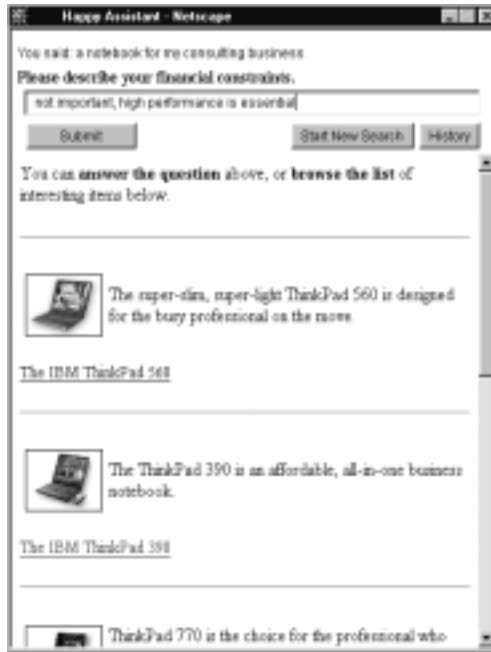 Happy Assistant - Netscape
You said: a notebook for my consulting business
Please describe your financial constraints.
not important, high performance is essential
Submit Start New Search History
You can answer the question above, or browse the list of
interesting items below.
The super-slim, super-light ThinkPad 560 is designed
for the busy professional on the move.
The IBM ThinkPad 560
The ThinkPad 390 is an affordable, all-in-one business
notebook.
The IBM ThinkPad 390
ThinkPad 770 is the choice for the professional who